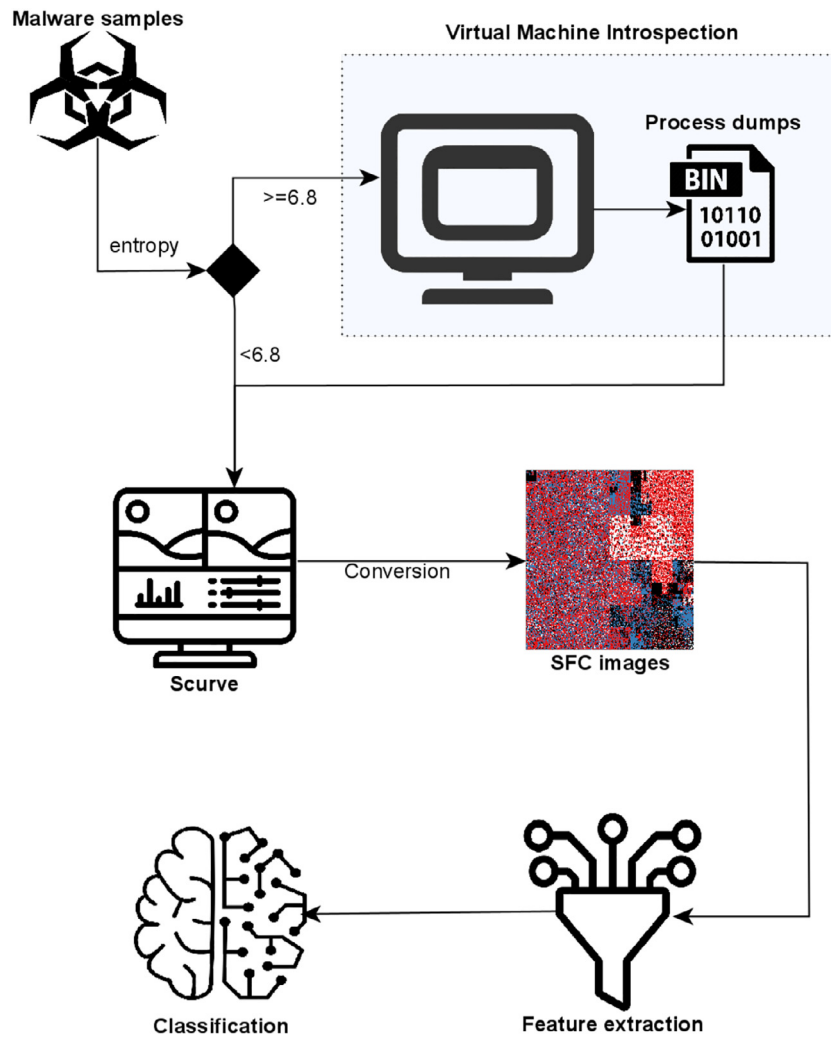 Malware samples
Virtual Machine Introspection
Process dumps
BIN
10110
01001
>=6.8
entropy
<6.8
Conversion
Scurve
SFC images
Classification
Feature extraction